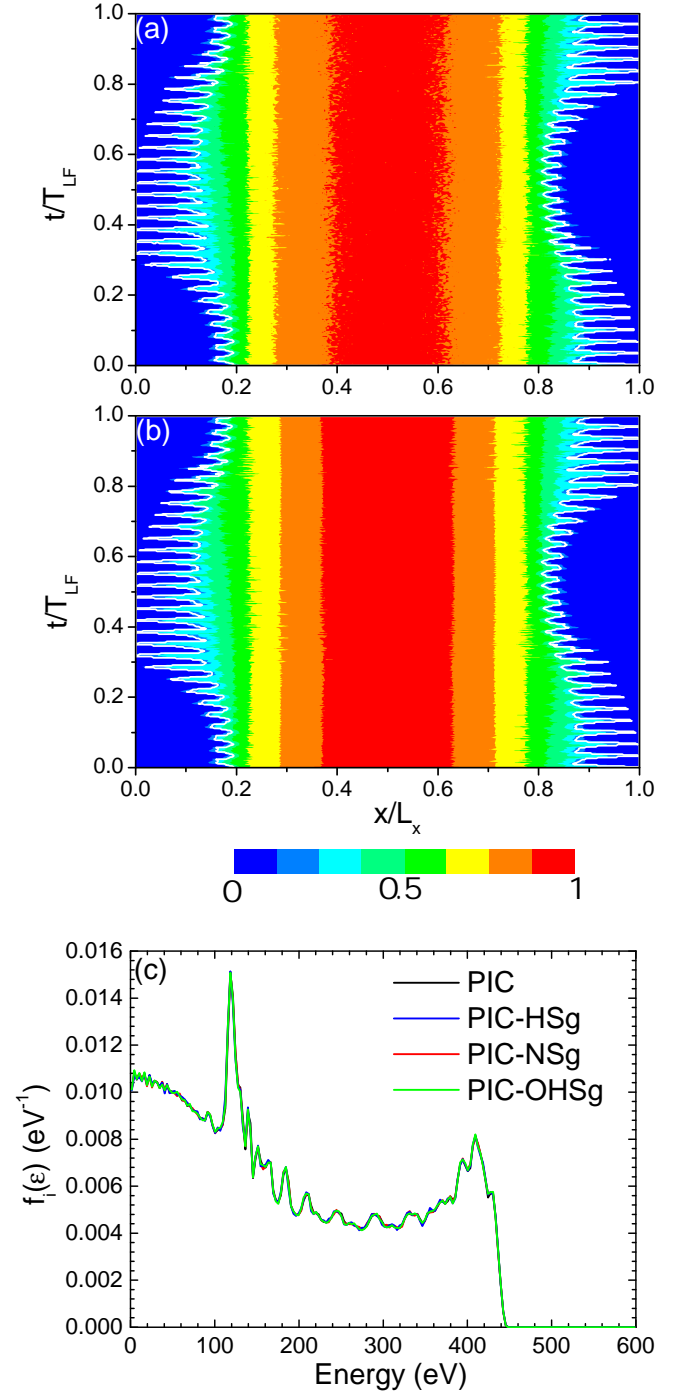 (a)
1.0
0.8
0.6
0.4
0.2
0.0
t/T_LF
0.0 0.2 0.4 0.6 0.8 1.0
(b)
1.0
0.8
0.6
0.4
0.2
0.0
t/T_LF
0.0 0.2 0.4 0.6 0.8 1.0
x/L_x
0 0.5 1
(c)
0.016
0.014
0.012
0.010
0.008
0.006
0.004
0.002
0.000
f_i(ε) (eV⁻¹)
PIC
PIC-HSg
PIC-NSg
PIC-OHSg
0 100 200 300 400 500 600
Energy (eV)